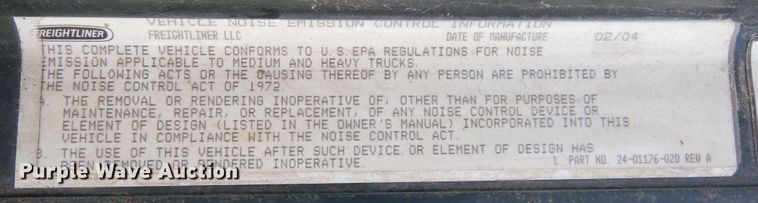 VEHICLE NOISE EMISSION CONTROL INFORMATION
FREIGHTLINER
FREIGHTLINER LLC
DATE OF MANUFACTURE 02/04
THIS COMPLETE VEHICLE CONFORMS TO U.S.EPA REGULATIONS FOR NOISE
EMISSION APPLICABLE TO MEDIUM AND HEAVY TRUCKS.
THE FOLLOWING ACTS OR THE CAUSING THEREOF BY ANY PERSON ARE PROHIBITED BY
THE NOISE CONTROL ACT OF 1972.
A. THE REMOVAL OR RENDERING INOPERATIVE OF, OTHER THAN FOR PURPOSES OF
MAINTENANCE, REPAIR, OR REPLACEMENT, OF ANY NOISE CONTROL DEVICE OR
ELEMENT OF DESIGN (LISTED IN THE OWNER'S MANUAL) INCORPORATED INTO THIS
VEHICLE IN COMPLIANCE WITH THE NOISE CONTROL ACT.
B. THE USE OF THIS VEHICLE AFTER SUCH DEVICE OR ELEMENT OF DESIGN HAS
BEEN REMOVED OR RENDERED INOPERATIVE.
L PART NO. 24-01176-020 REV A
Purple Wave Auction